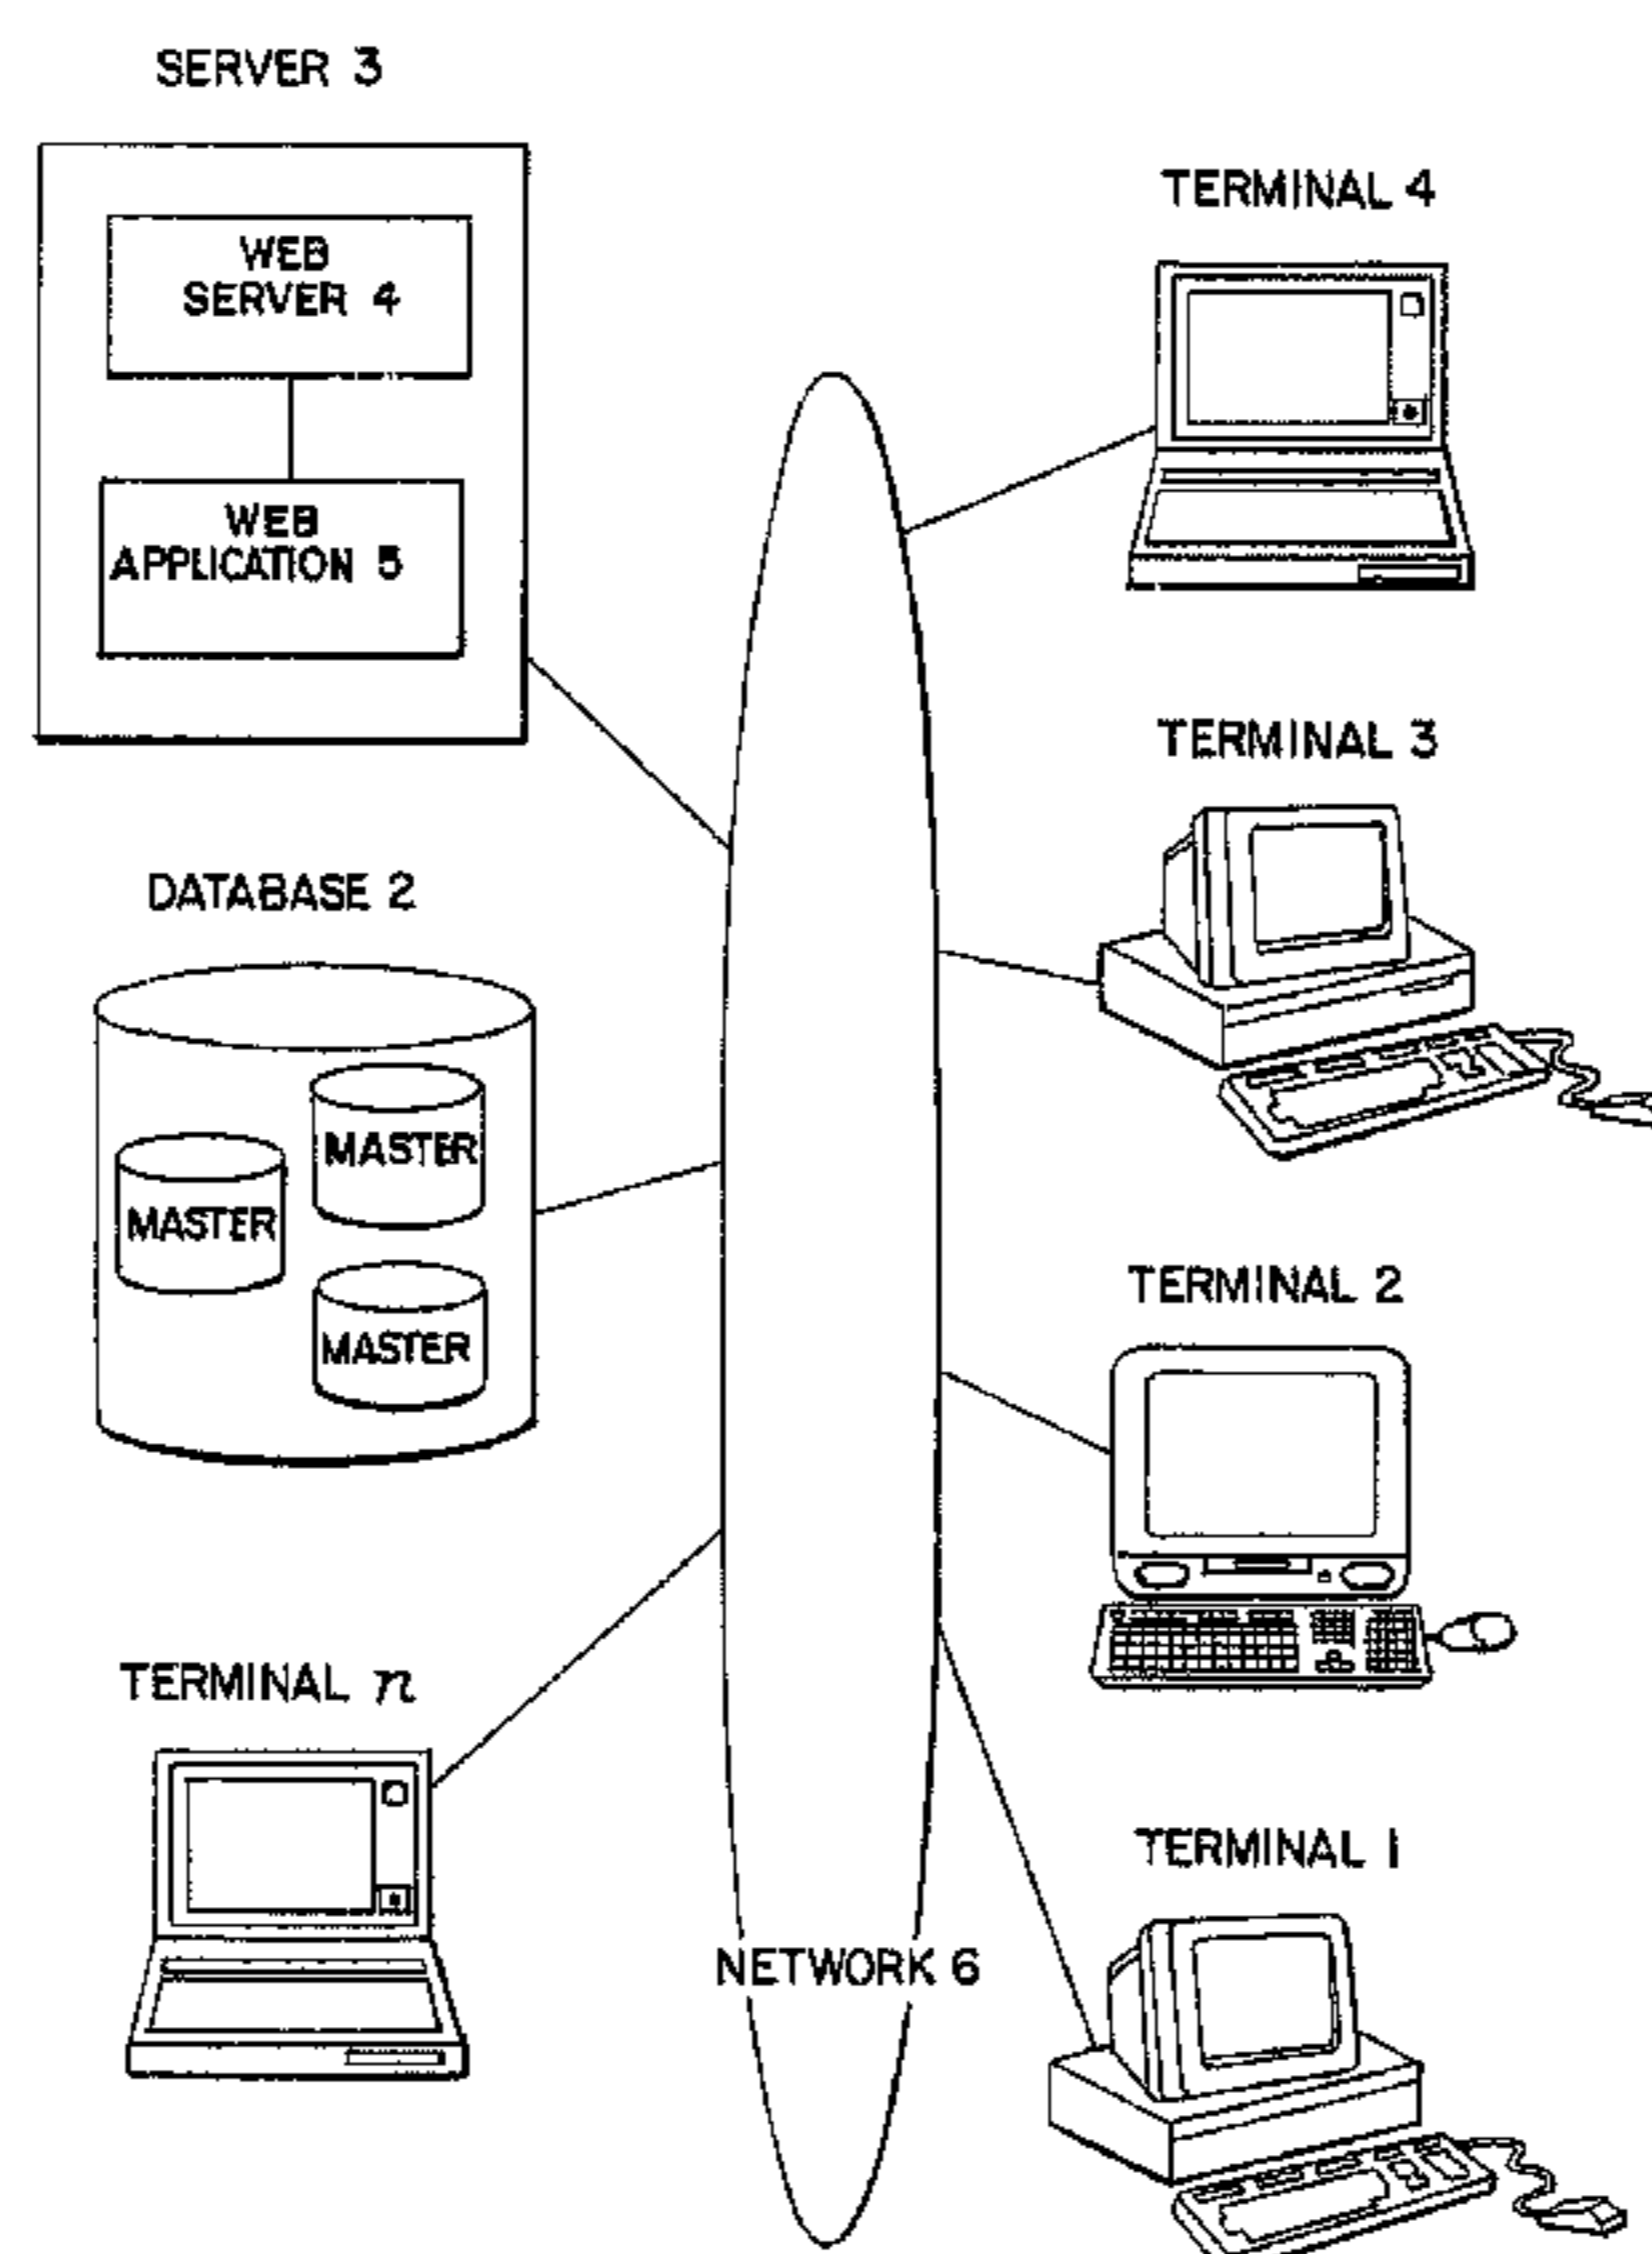 SERVER 3
WEB
SERVER 4
WEB
APPLICATION 5
DATABASE 2
MASTER
MASTER
MASTER
TERMINAL n
NETWORK 6
TERMINAL 4
TERMINAL 3
TERMINAL 2
TERMINAL 1